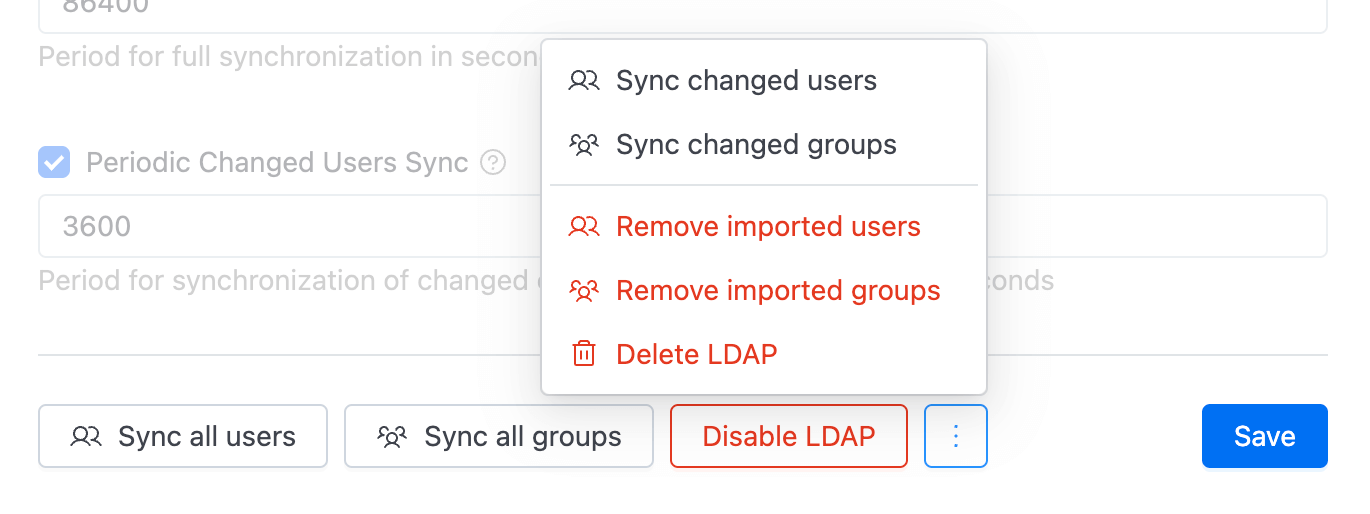 86400
Period for full synchronization in secon
Sync changed users
Sync changed groups
Periodic Changed Users Sync ?
3600
Remove imported users
Period for synchronization of changed
conds
Remove imported groups
Delete LDAP
Sync all users
Sync all groups
Disable LDAP
Save